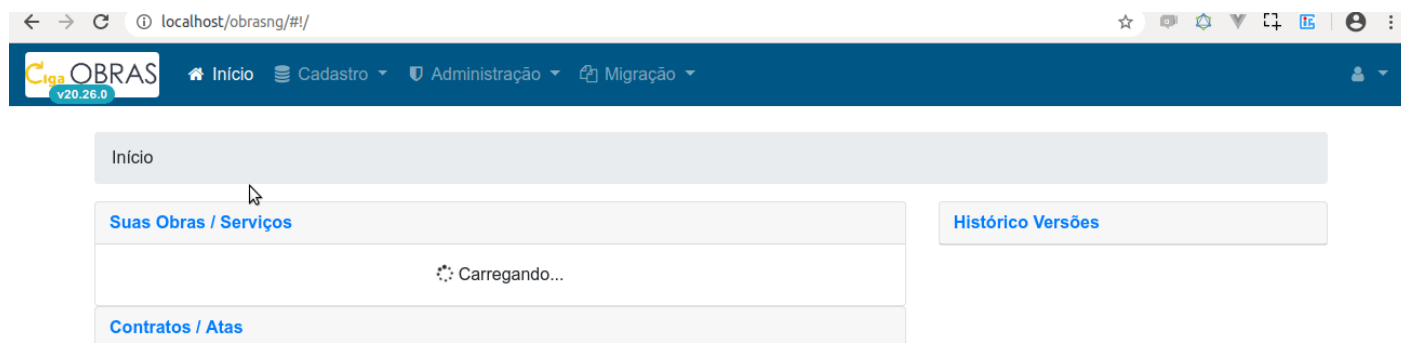 localhost/obrasng/#!/
Ciga OBRAS
v20.26.0
Início Cadastro Administração Migração
Início
Suas Obras / Serviços
Histórico Versões
Carregando...
Contratos / Atas